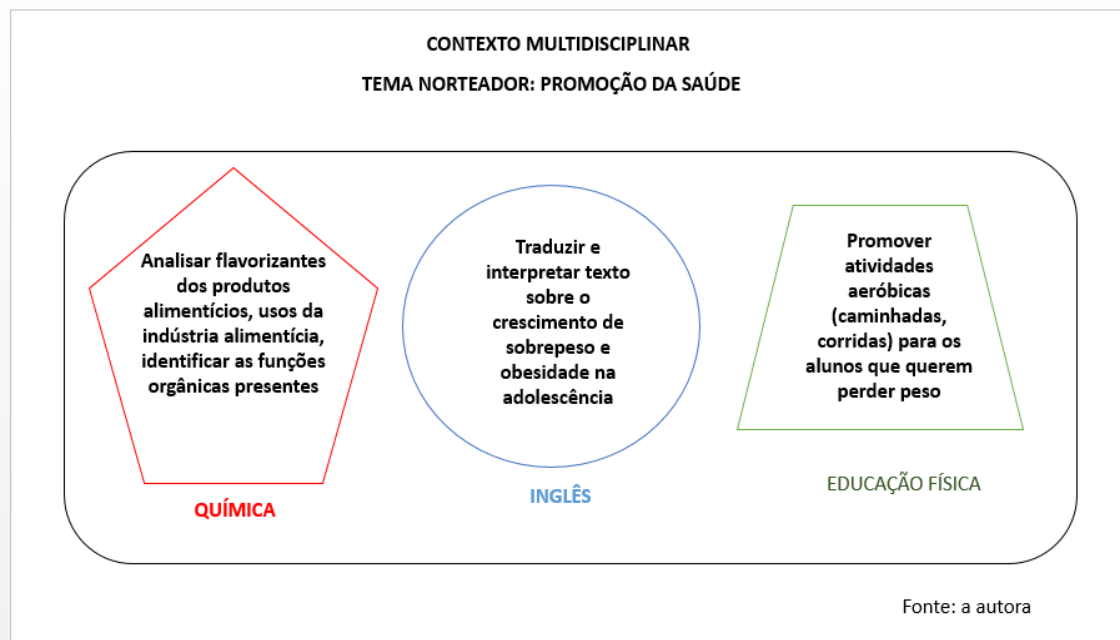 CONTEXTO MULTIDISCIPLINAR
TEMA NORTEADOR: PROMOÇÃO DA SAÚDE
Analisar flavorizantes
dos produtos
alimentícios, usos da
indústria alimentícia,
identificar as funções
orgânicas presentes
QUÍMICA
Traduzir e
interpretar texto
sobre o
crescimento de
sobrepeso e
obesidade na
adolescência
INGLÊS
Promover
atividades
aeróbicas
(caminhadas,
corridas) para os
alunos que querem
perder peso
EDUCAÇÃO FÍSICA
Fonte: a autora